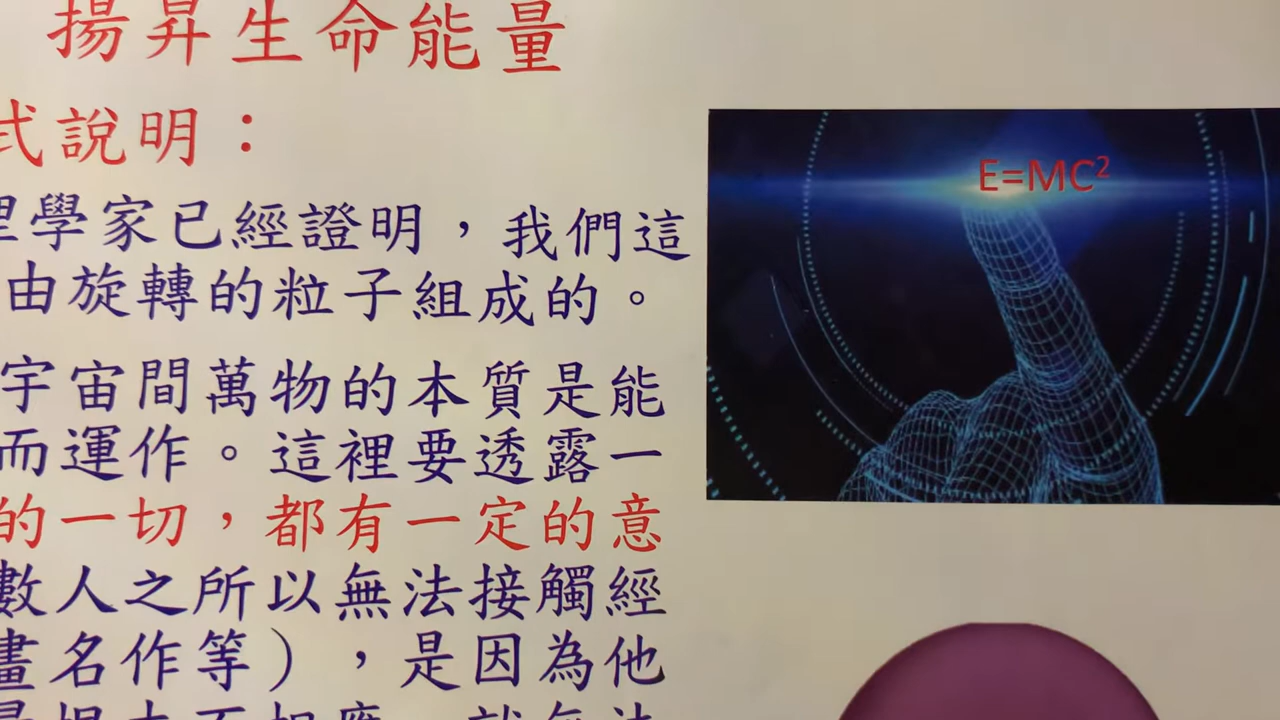 揚昇生命能量
式說明：
理學家已經證明，我們這
由旋轉的粒子組成的。
宇宙間萬物的本質是能
而運作。這裡要透露一
的一切，都有一定的意
數人之所以無法接觸經
畫名作等），是因為他
E=MC²